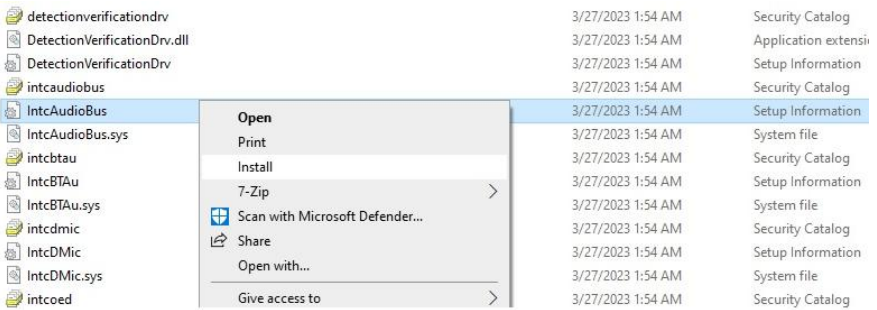 detectionverificationdrv 3/27/2023 1:54 AM Security Catalog
DetectionVerificationDrv.dll 3/27/2023 1:54 AM Application extensi
DetectionVerificationDrv 3/27/2023 1:54 AM Setup Information
intcaudiobus 3/27/2023 1:54 AM Security Catalog
IntcAudioBus 3/27/2023 1:54 AM Setup Information
Open
IntcAudioBus.sys 3/27/2023 1:54 AM System file
Print
intcbtau 3/27/2023 1:54 AM Security Catalog
Install
IntcBTAu 3/27/2023 1:54 AM Setup Information
7-Zip
IntcBTAu.sys 3/27/2023 1:54 AM System file
Scan with Microsoft Defender...
intcdmic 3/27/2023 1:54 AM Security Catalog
Share
IntcDMic 3/27/2023 1:54 AM Setup Information
Open with...
IntcDMic.sys 3/27/2023 1:54 AM System file
intcoed 3/27/2023 1:54 AM Security Catalog
Give access to